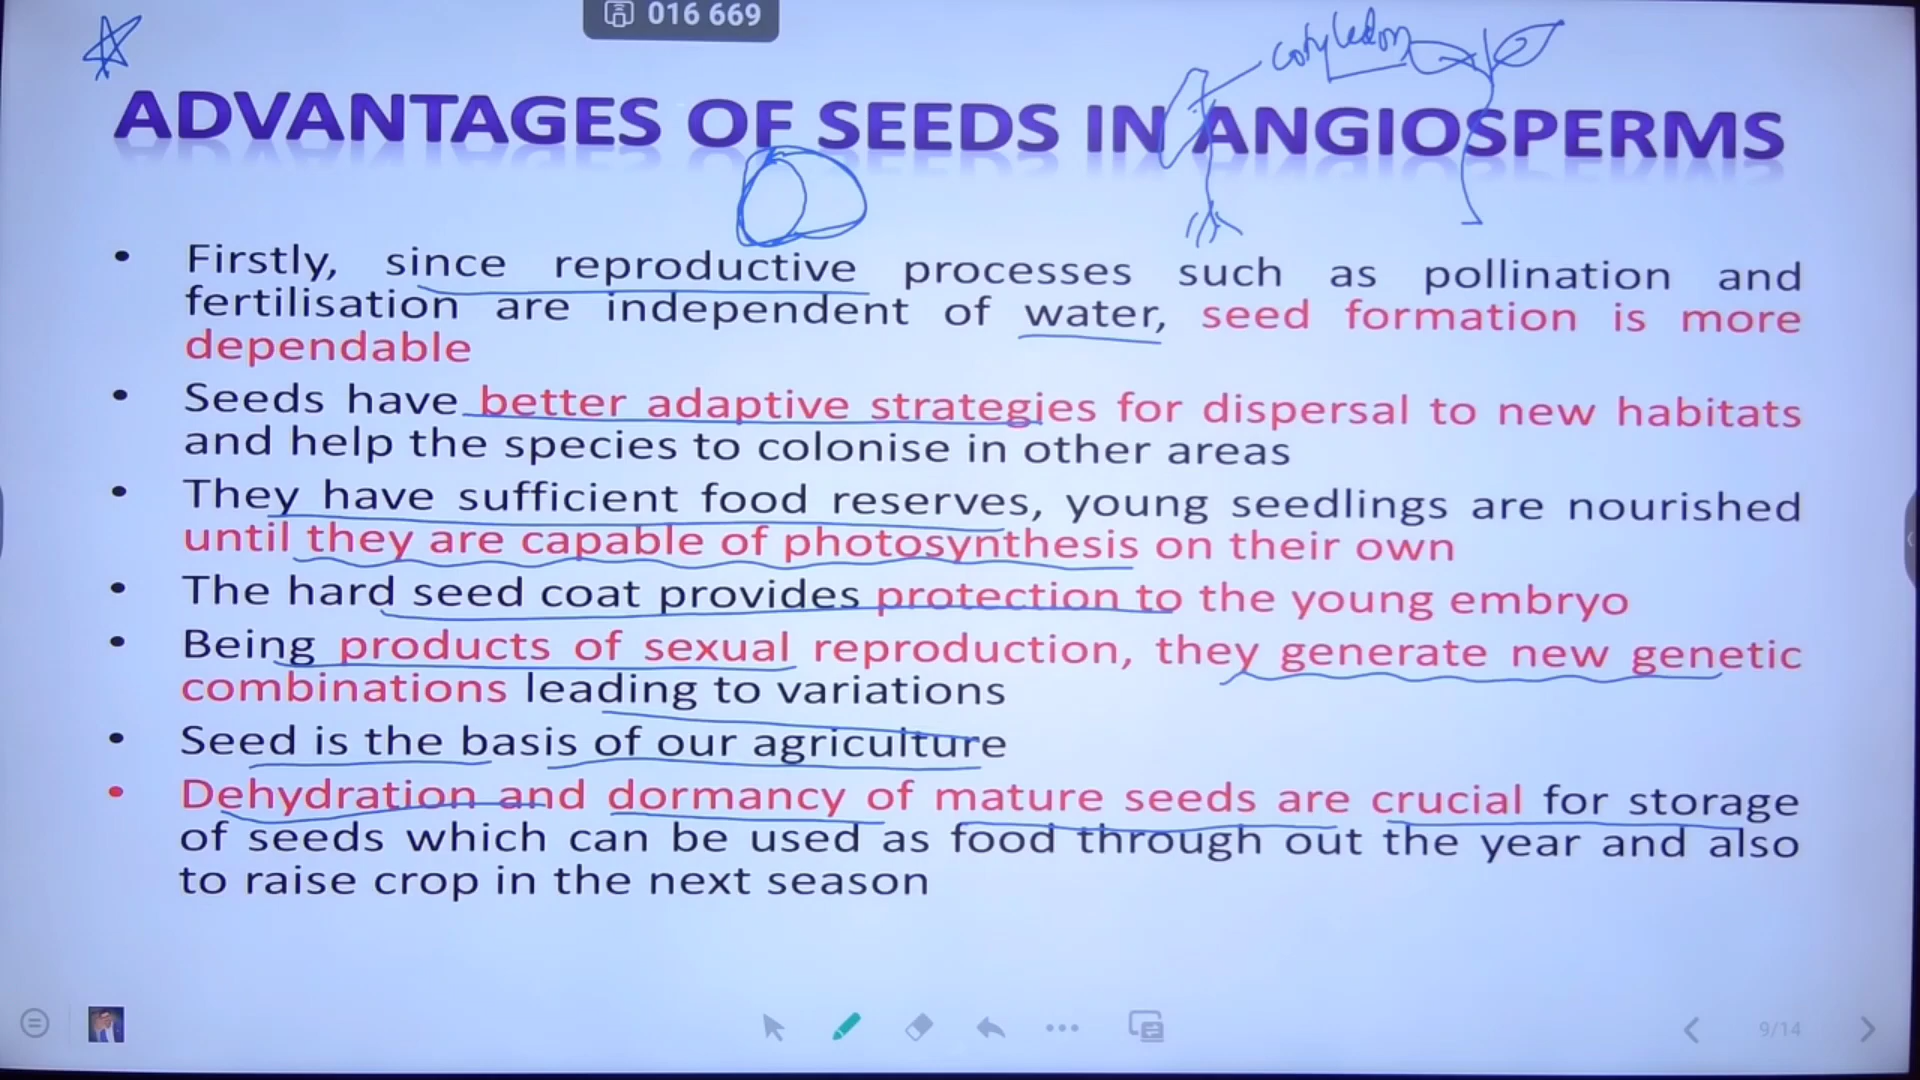 016 669
cotyledon
ADVANTAGES OF SEEDS IN ANGIOSPERMS
• Firstly, since reproductive processes such as pollination and
fertilisation are independent of water, seed formation is more
dependable
• Seeds have better adaptive strategies for dispersal to new habitats
and help the species to colonise in other areas
• They have sufficient food reserves, young seedlings are nourished
until they are capable of photosynthesis on their own
• The hard seed coat provides protection to the young embryo
• Being products of sexual reproduction, they generate new genetic
combinations leading to variations
• Seed is the basis of our agriculture
• Dehydration and dormancy of mature seeds are crucial for storage
of seeds which can be used as food through out the year and also
to raise crop in the next season
9/14